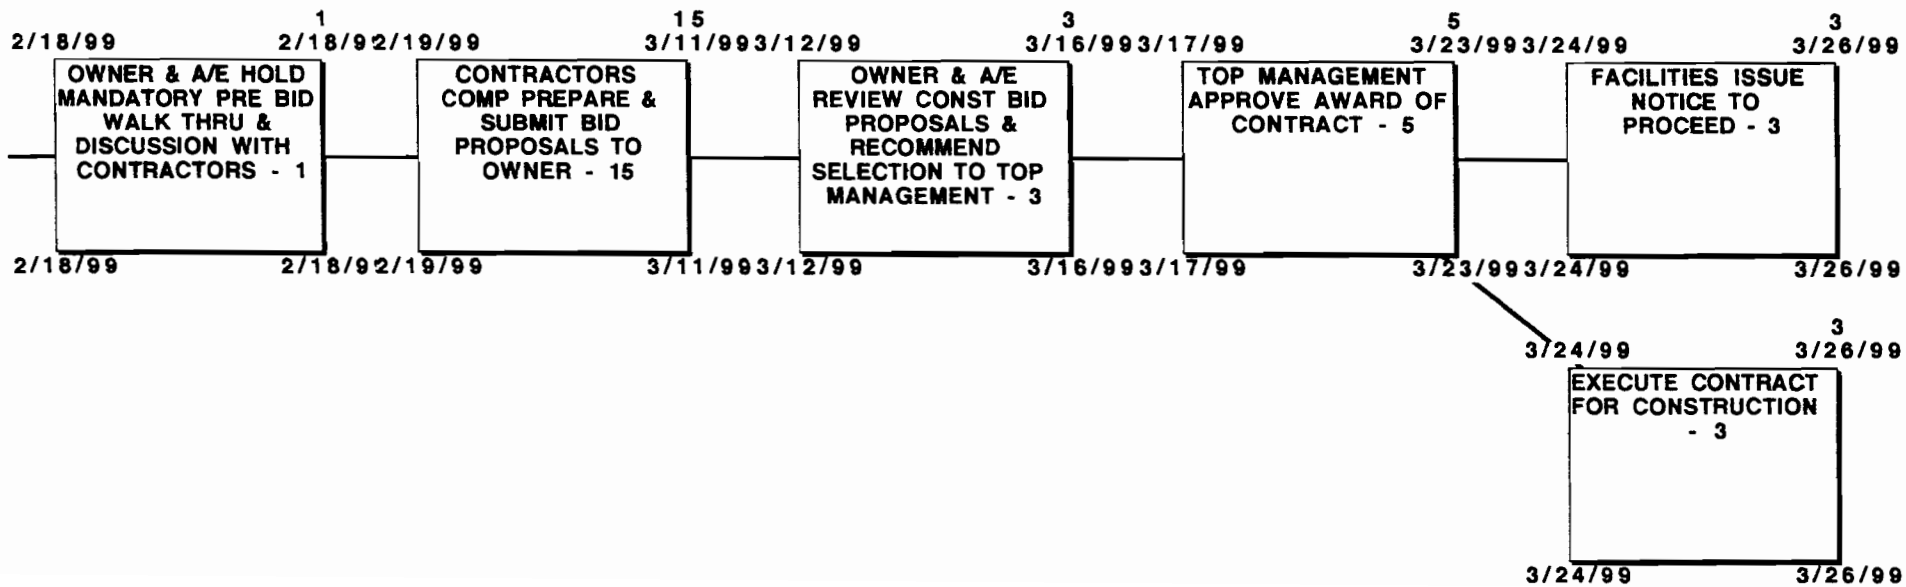 1
2/18/99 2/18/9
OWNER & A/E HOLD
MANDATORY PRE BID
WALK THRU &
DISCUSSION WITH
CONTRACTORS - 1
2/18/99 2/18/9
15
2/19/99 3/11/99
CONTRACTORS
COMP PREPARE &
SUBMIT BID
PROPOSALS TO
OWNER - 15
2/19/99 3/11/99
3
3/12/99 3/16/99
OWNER & A/E
REVIEW CONST BID
PROPOSALS &
RECOMMEND
SELECTION TO TOP
MANAGEMENT - 3
3/12/99 3/16/99
5
3/17/99 3/23/99
TOP MANAGEMENT
APPROVE AWARD OF
CONTRACT - 5
3/17/99 3/23/99
3
3/24/99 3/26/99
FACILITIES ISSUE
NOTICE TO
PROCEED - 3
3/24/99 3/26/99
3
3/24/99 3/26/99
EXECUTE CONTRACT
FOR CONSTRUCTION
- 3
3/24/99 3/26/99